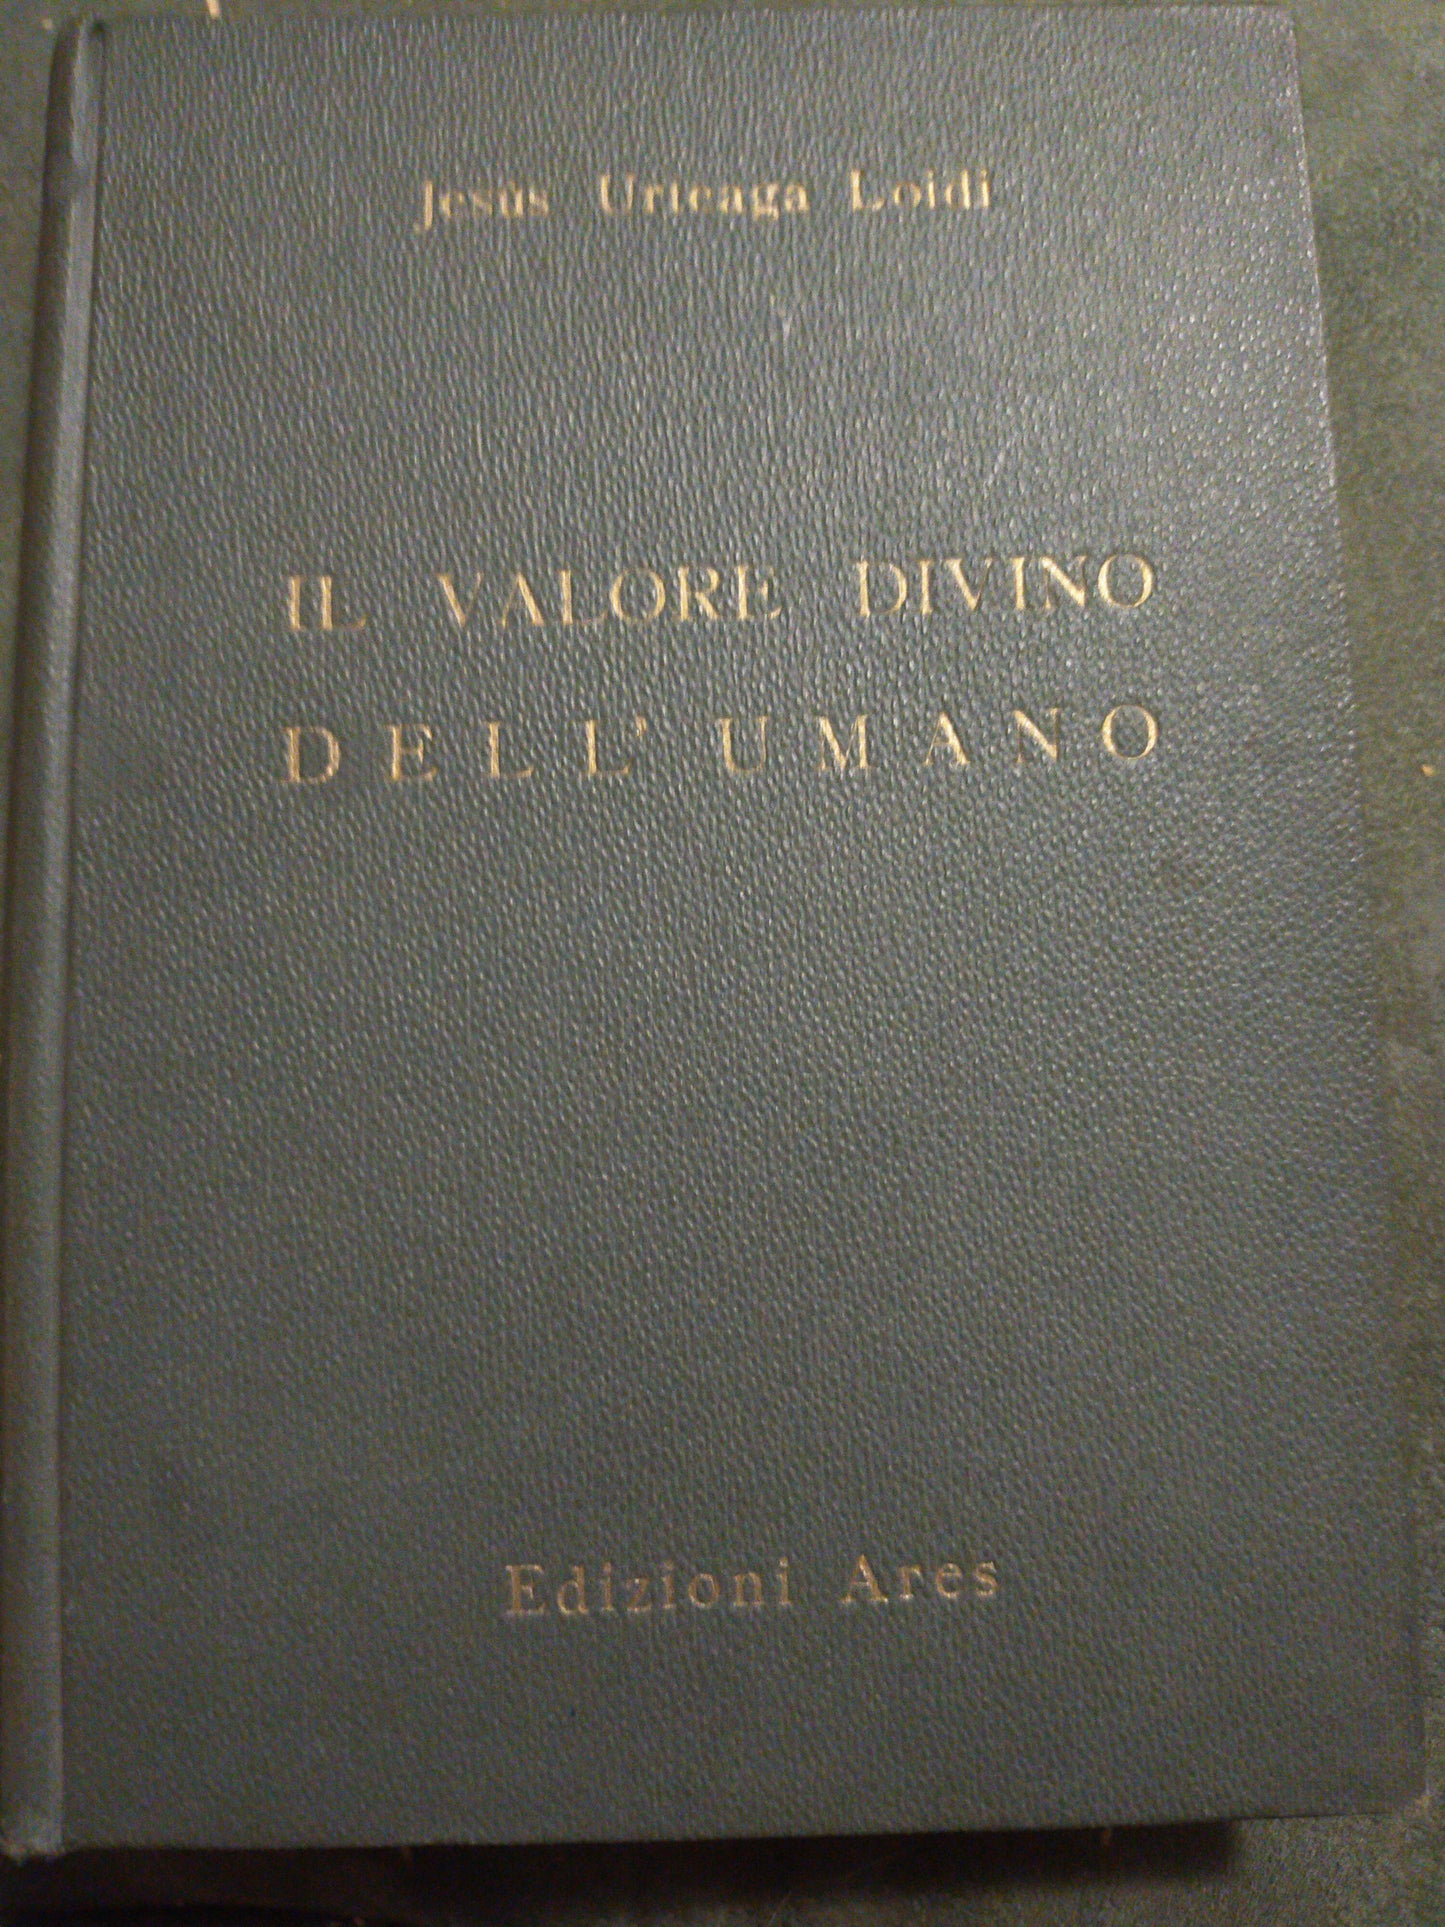 Jesús Urteaga Loidi
IL VALORE DIVINO
DELL'UMANO
Edizioni Ares